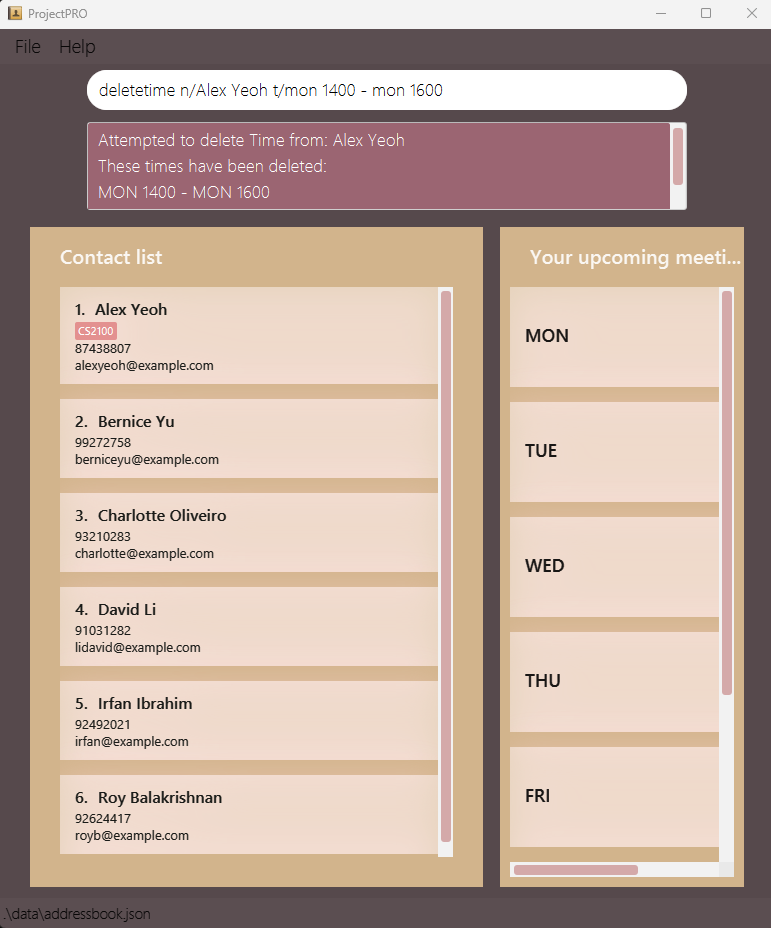 ProjectPRO
File Help
deletetime n/Alex Yeoh t/mon 1400 - mon 1600
Attempted to delete Time from: Alex Yeoh
These times have been deleted:
MON 1400 - MON 1600
Contact list
1. Alex Yeoh
CS2100
87438807
alexyeoh@example.com
2. Bernice Yu
99272758
berniceyu@example.com
3. Charlotte Oliveiro
93210283
charlotte@example.com
4. David Li
91031282
lidavid@example.com
5. Irfan Ibrahim
92492021
irfan@example.com
6. Roy Balakrishnan
92624417
royb@example.com
Your upcoming meeti...
MON
TUE
WED
THU
FRI
.\data\addressbook.json